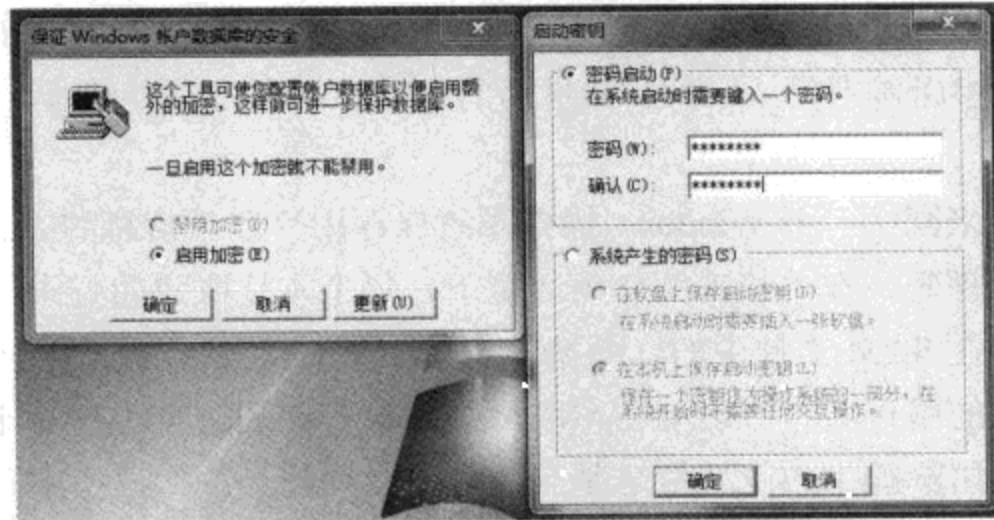 保证 Windows 帐户数据库的安全
这个工具可使您配置帐户数据库以便启用额
外的加密，这样做可进一步保护数据库。
一旦启用这个加密就不能禁用。
禁用加密(D)
启用加密(E)
确定
取消
更新(U)
启动密钥
密码启动(P)
在系统启动时需要键入一个密码。
密码(W):
********
确认(C):
********
系统产生的密码(S)
在软盘上保存启动密钥(D)
在系统启动时需要插入一张软盘。
在本机上保存启动密钥(L)
保存一个密钥作为操作系统的一部分，在
系统开始时不需要任何交互操作。
确定
取消